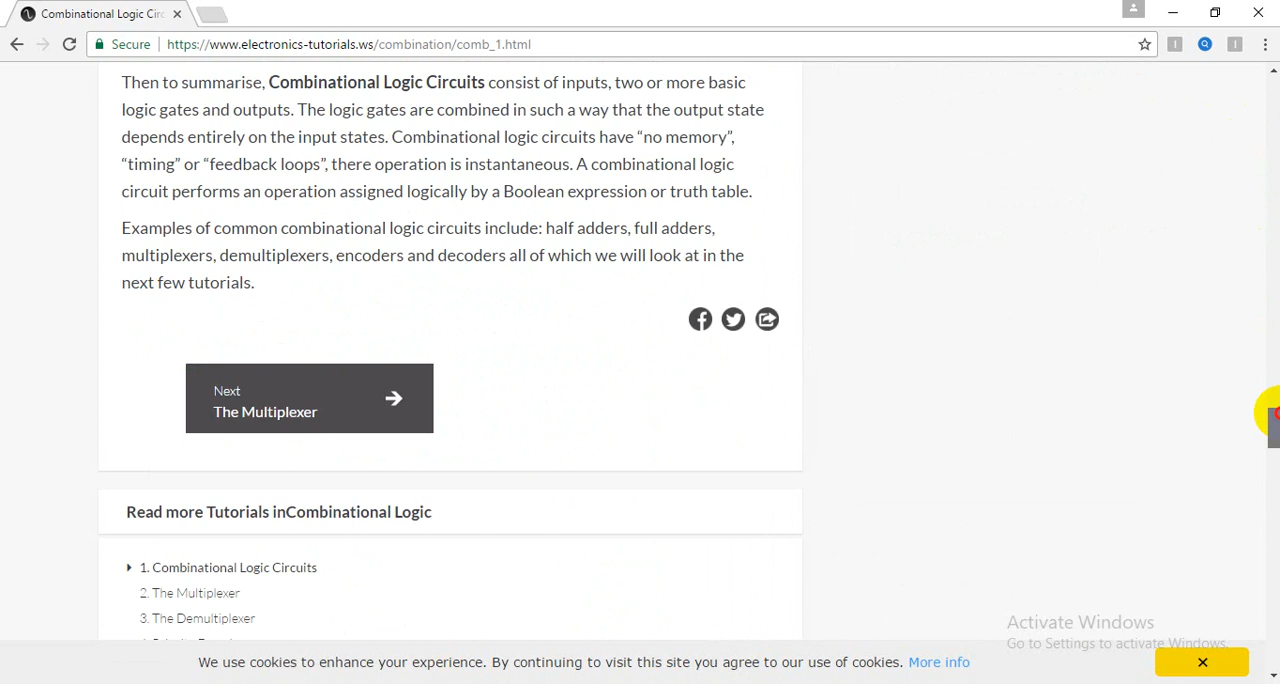 Combinational Logic Circ
Secure
https://www.electronics-tutorials.ws/combination/comb_1.html
Then to summarise, Combinational Logic Circuits consist of inputs, two or more basic
logic gates and outputs. The logic gates are combined in such a way that the output state
depends entirely on the input states. Combinational logic circuits have “no memory”,
“timing” or “feedback loops”, there operation is instantaneous. A combinational logic
circuit performs an operation assigned logically by a Boolean expression or truth table.
Examples of common combinational logic circuits include: half adders, full adders,
multiplexers, demultiplexers, encoders and decoders all of which we will look at in the
next few tutorials.
Next
The Multiplexer
Read more Tutorials inCombinational Logic
1. Combinational Logic Circuits
2. The Multiplexer
3. The Demultiplexer
Activate Windows
Go to Settings to activate Windows.
We use cookies to enhance your experience. By continuing to visit this site you agree to our use of cookies. More info